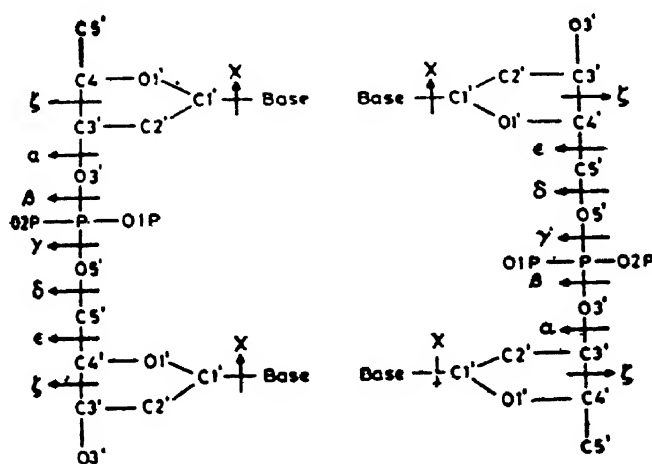 C5'
X
C4 O1'
C1' Base
ζ
C3' C2'
α
O3'
β
O2P P O1P
γ
O5'
δ
C5'
ϵ
X
C4' O1'
C1' Base
ζ
C3' C2'
O3'
O3'
X
C2' C3'
Base C1' ζ
O1' C4'
ϵ
C5'
δ
O5'
γ
O1P P O2P
β
O3'
α
X
C2' C3'
Base C1' ζ
O1' C4'
C5'